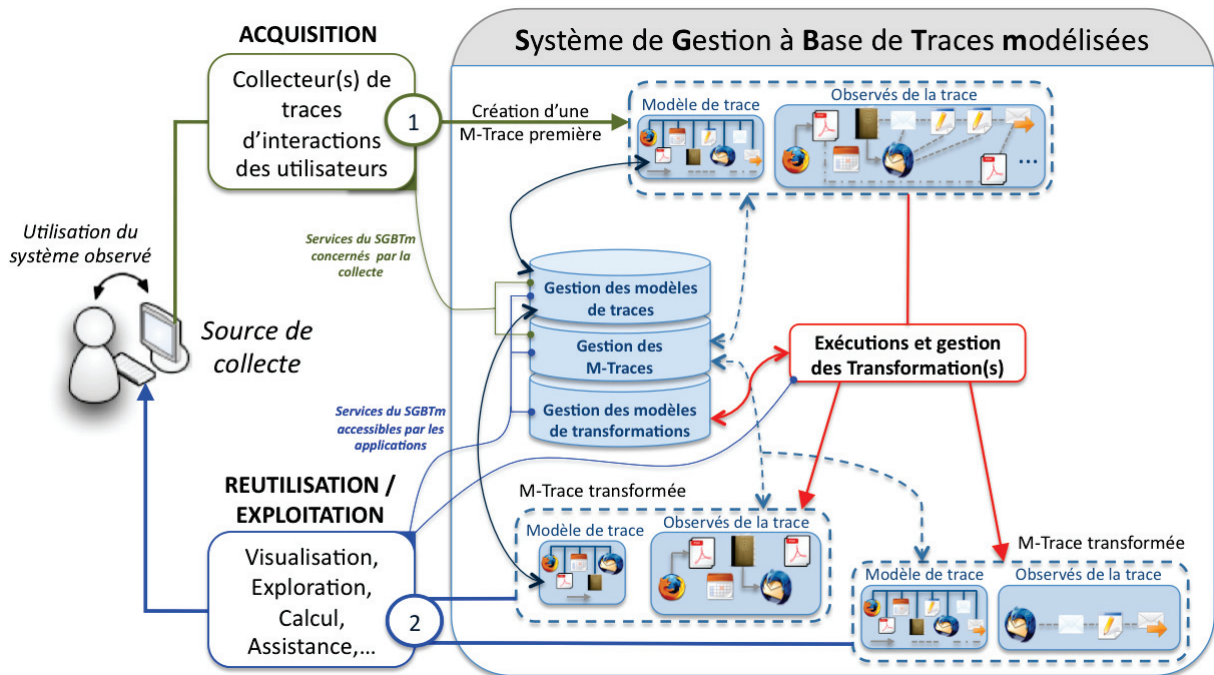 ACQUISITION
Système de Gestion à Base de Traces modélisées
Collecteur(s) de
traces
d'interactions
des utilisateurs
1
Création d'une
M-Trace première
Modèle de trace
Observés de la trace
...
Utilisation du
système observé
Services du SGBTm
concernés par la
collecte
Source de
collecte
Gestion des modèles
de traces
Gestion des
M-Traces
Gestion des modèles
de transformations
Exécutions et gestion
des Transformation(s)
Services du SGBTm
accessibles par les
applications
REUTILISATION /
EXPLOITATION
Visualisation,
Exploration,
Calcul,
Assistance,...
2
M-Trace transformée
Modèle de trace
Observés de la trace
M-Trace transformée
Modèle de trace
Observés de la trace